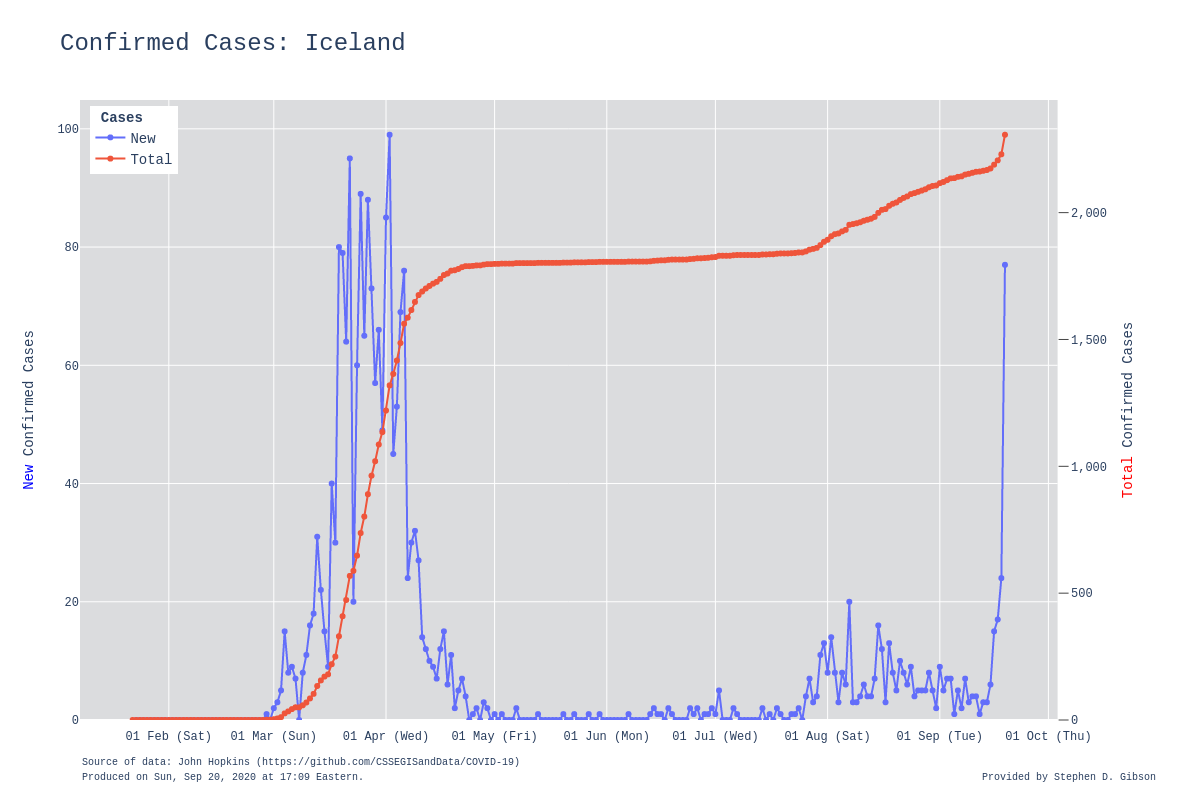 Confirmed Cases: Iceland
Cases
New
Total
100
80
60
40
20
0
New Confirmed Cases
2,000
1,500
1,000
500
0
Total Confirmed Cases
01 Feb (Sat) 01 Mar (Sun) 01 Apr (Wed) 01 May (Fri) 01 Jun (Mon) 01 Jul (Wed) 01 Aug (Sat) 01 Sep (Tue) 01 Oct (Thu)
Source of data: John Hopkins (https://github.com/CSSEGISandData/COVID-19)
Produced on Sun, Sep 20, 2020 at 17:09 Eastern.
Provided by Stephen D. Gibson